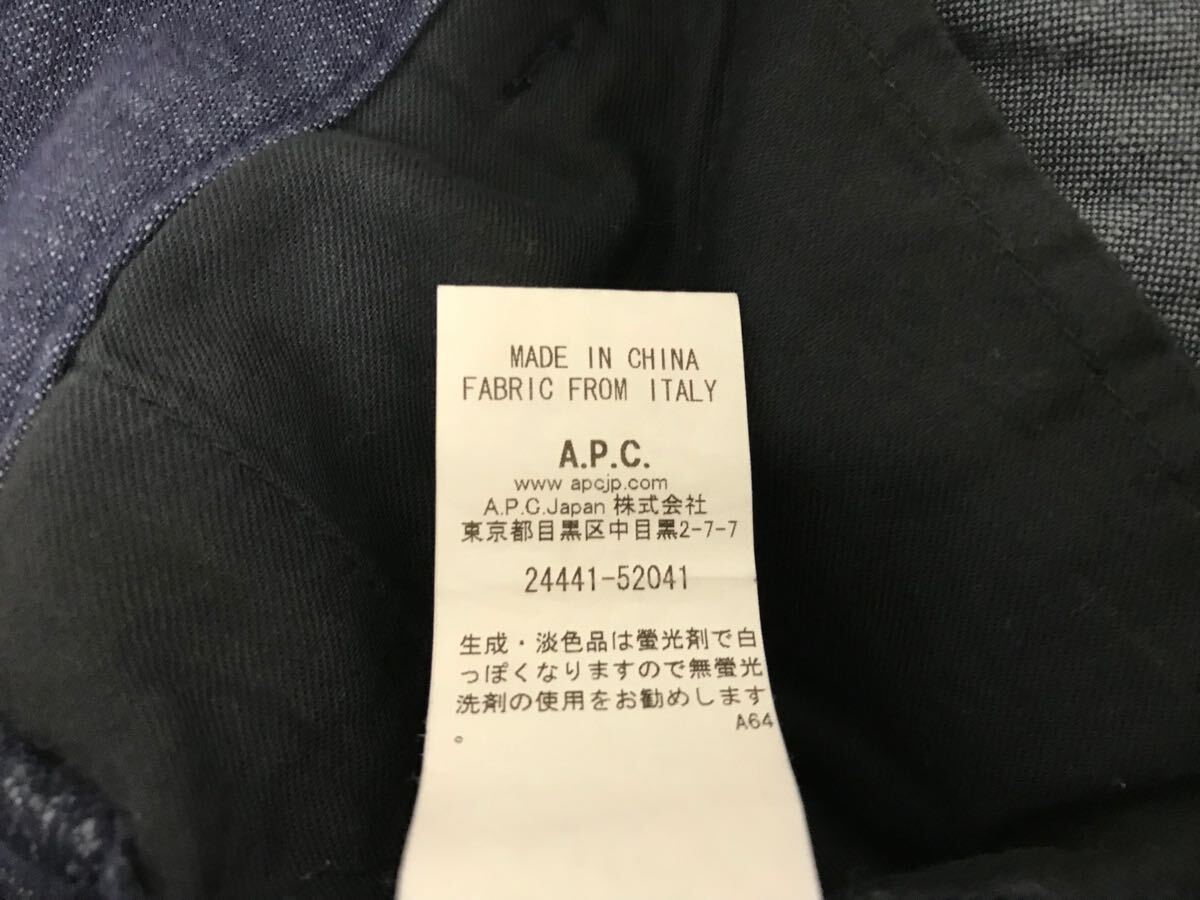 MADE IN CHINA
FABRIC FROM ITALY
A.P.C.
www apcjp.com
A.P.C.Japan 株式会社
東京都目黒区中目黒2-7-7
24441-52041
生成・淡色品は螢光剤で白
っぽくなりますので無螢光
洗剤の使用をお勧めします
。
A64